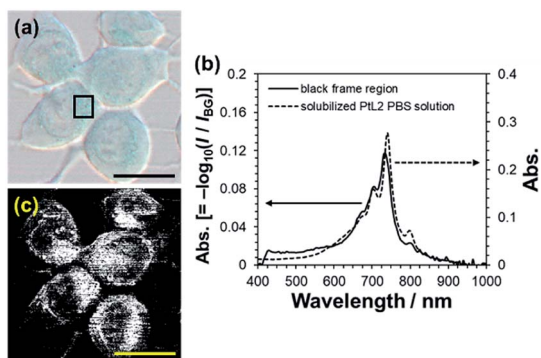 (a)
(b)
(c)
black frame region
solubilized PtL2 PBS solution
Abs. [= –log10(I / IBG)]
0.2
0.16
0.12
0.08
0.04
0
0.4
0.3
0.2
0.1
0
Abs.
400 500 600 700 800 900 1000
Wavelength / nm